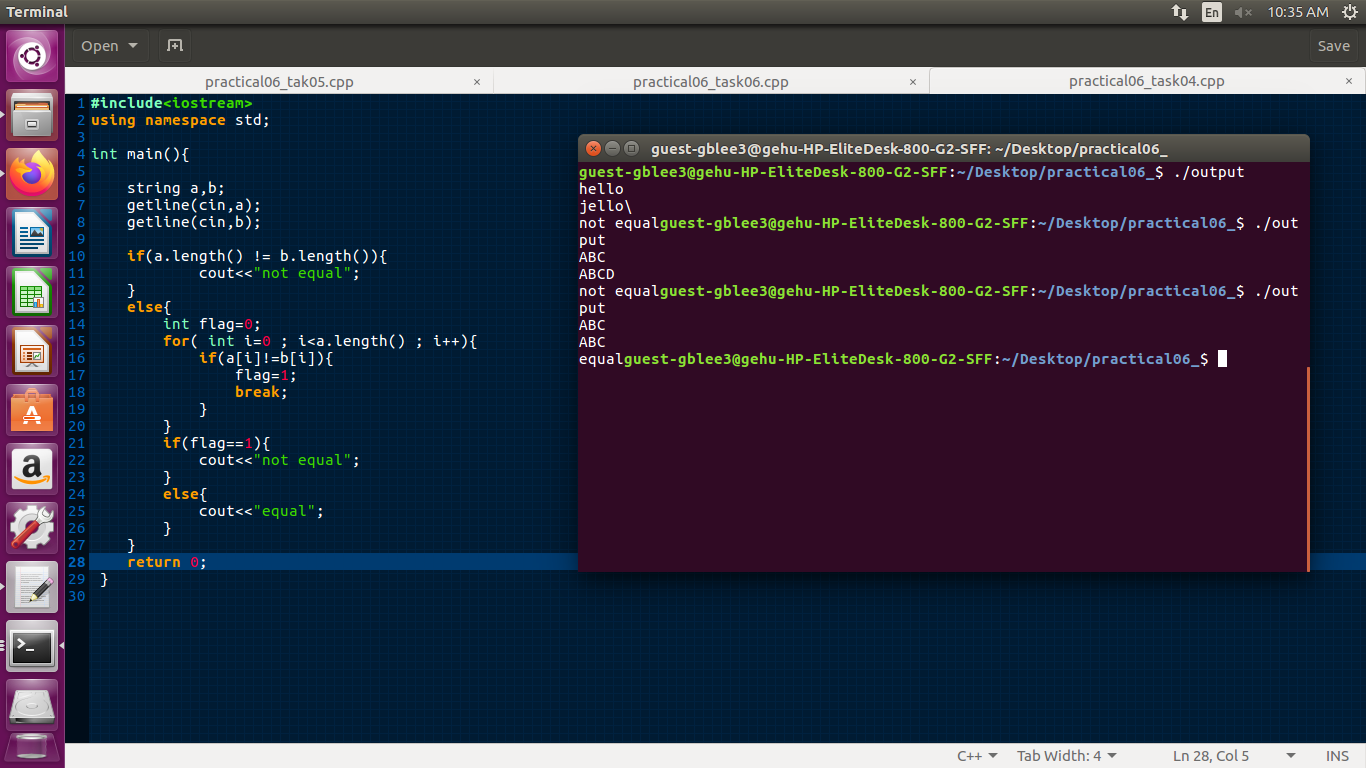 Terminal
En
10:35 AM
Open
Save
practical06_tak05.cpp
practical06_task06.cpp
practical06_task04.cpp
1 #include<iostream>
2 using namespace std;
3
4 int main(){
5
6     string a,b;
7     getline(cin,a);
8     getline(cin,b);
9
10     if(a.length() != b.length()){
11             cout<<"not equal";
12     }
13     else{
14         int flag=0;
15         for( int i=0 ; i<a.length() ; i++){
16             if(a[i]!=b[i]){
17                 flag=1;
18                 break;
19             }
20         }
21         if(flag==1){
22             cout<<"not equal";
23         }
24         else{
25             cout<<"equal";
26         }
27     }
28     return 0;
29  }
30
guest-gblee3@gehu-HP-EliteDesk-800-G2-SFF: ~/Desktop/practical06_
guest-gblee3@gehu-HP-EliteDesk-800-G2-SFF:~/Desktop/practical06_$ ./output
hello
jello\
not equalguest-gblee3@gehu-HP-EliteDesk-800-G2-SFF:~/Desktop/practical06_$ ./out
put
ABC
ABCD
not equalguest-gblee3@gehu-HP-EliteDesk-800-G2-SFF:~/Desktop/practical06_$ ./out
put
ABC
ABC
equalguest-gblee3@gehu-HP-EliteDesk-800-G2-SFF:~/Desktop/practical06_$
C++
Tab Width: 4
Ln 28, Col 5
INS